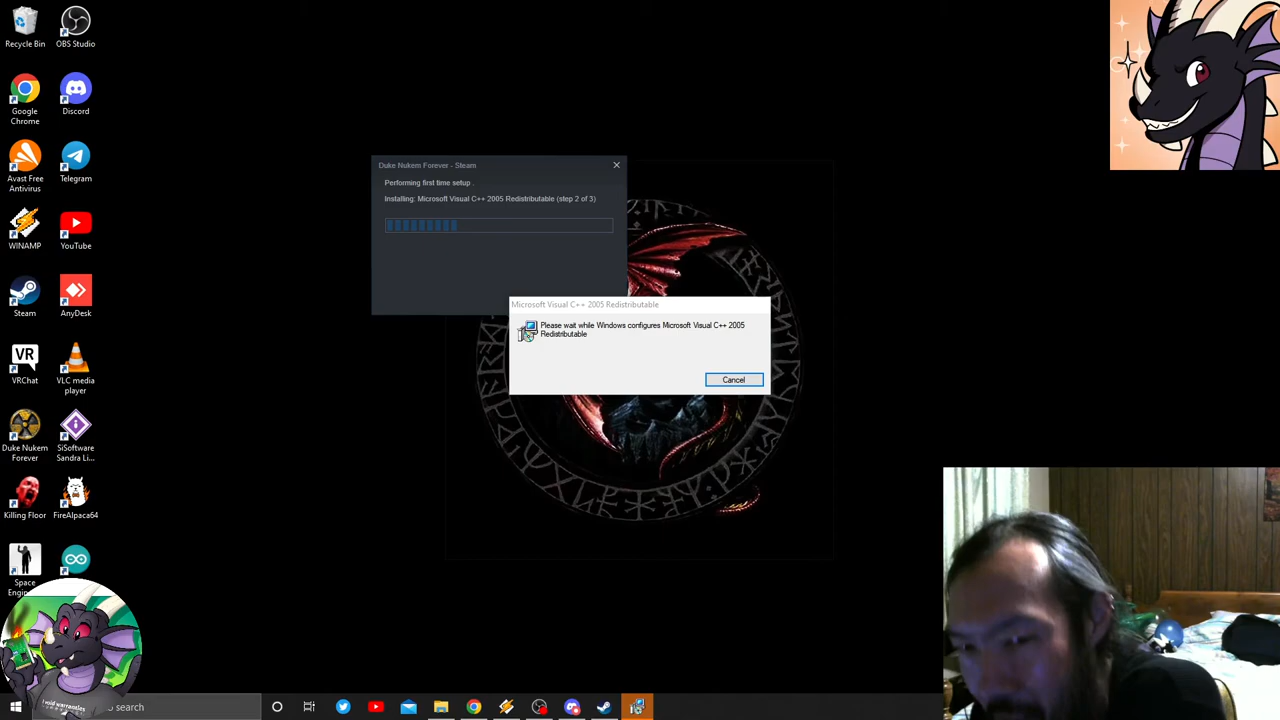 Recycle Bin
OBS Studio
Google Chrome
Discord
Avast Free Antivirus
Telegram
WINAMP
YouTube
Steam
AnyDesk
VR
VRChat
VLC media player
Duke Nukem Forever
SiSoftware Sandra Li...
Killing Floor
FireAlpaca64
Space
Duke Nukem Forever - Steam
Performing first time setup .
Installing: Microsoft Visual C++ 2005 Redistributable (step 2 of 3)
Microsoft Visual C++ 2005 Redistributable
Please wait while Windows configures Microsoft Visual C++ 2005
Redistributable
Cancel
I void warranties
search